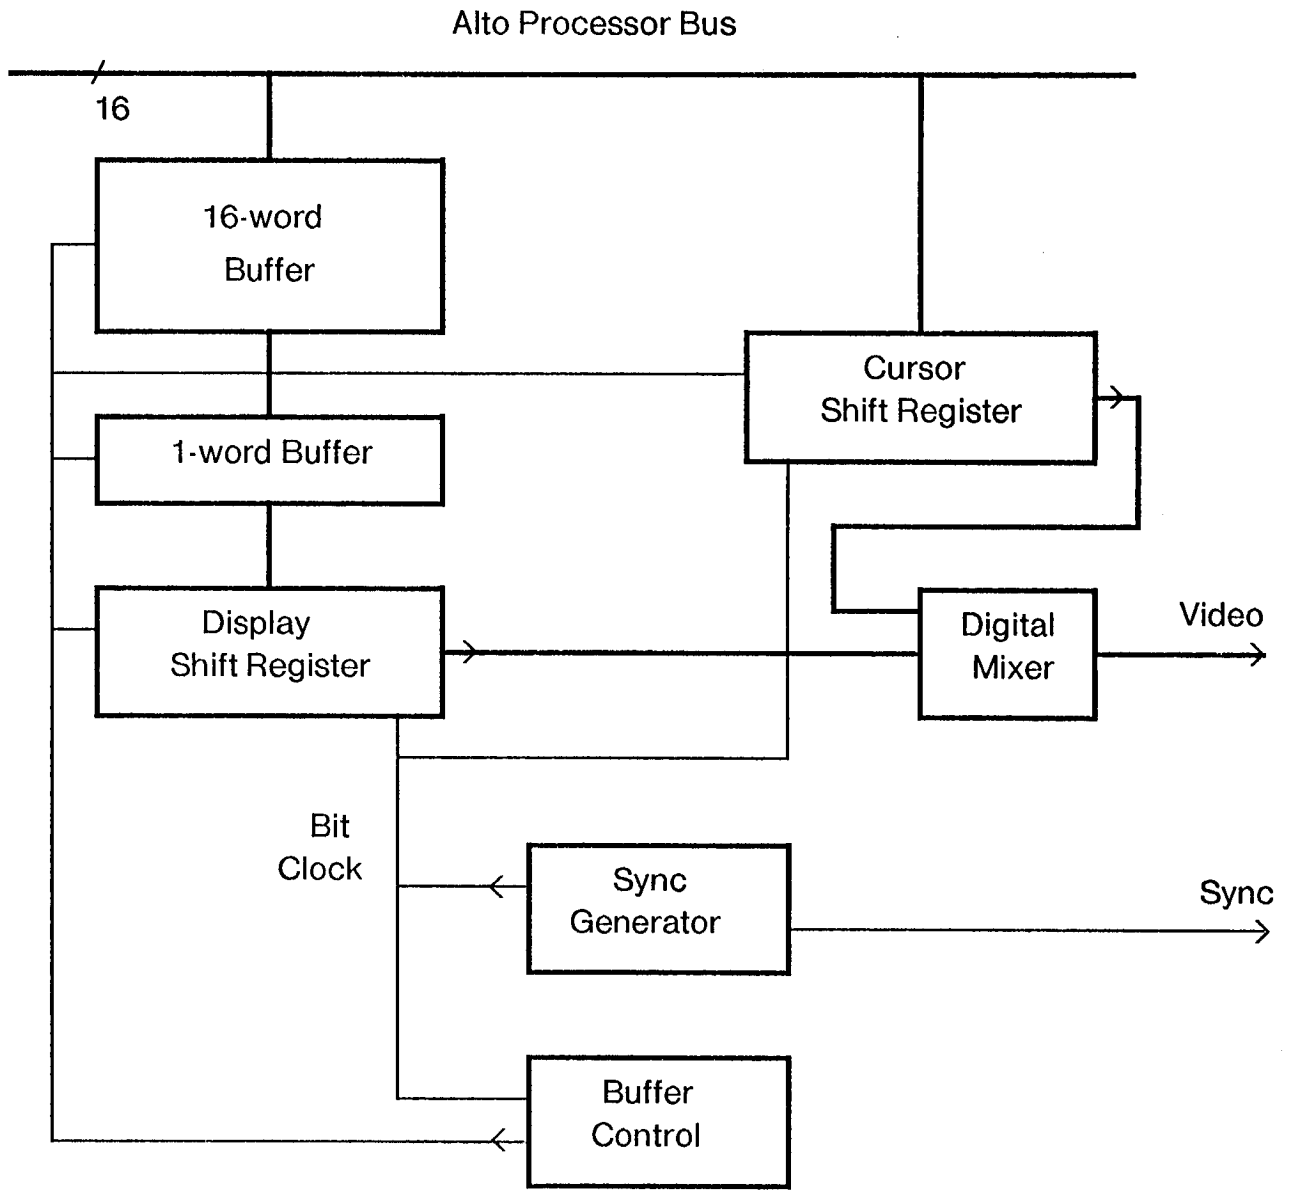 Alto Processor Bus
16
16-word
Buffer
Cursor
Shift Register
1-word Buffer
Display
Shift Register
Digital
Mixer
Video
Bit
Clock
Sync
Generator
Sync
Buffer
Control